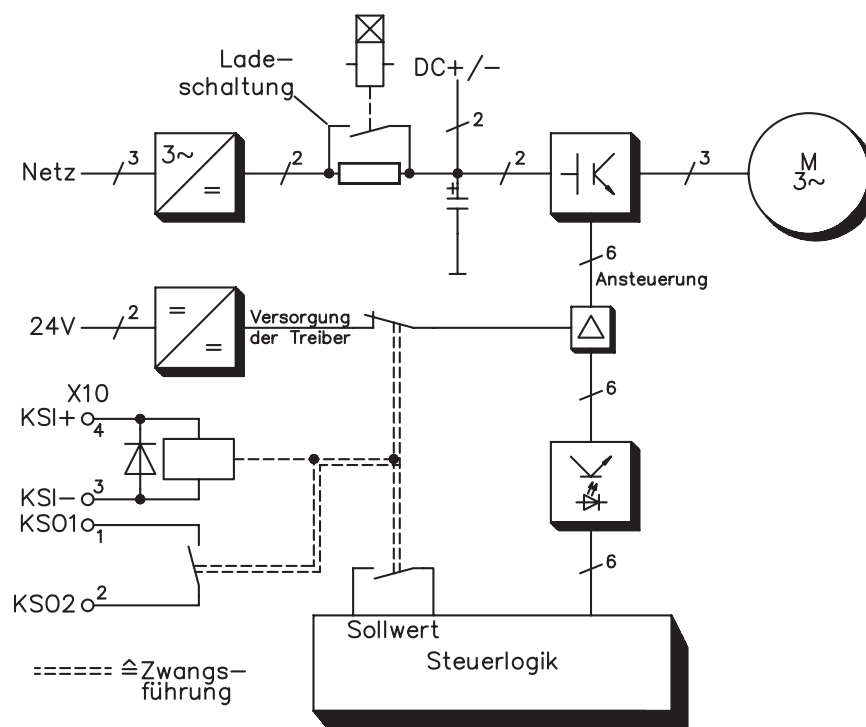 Lade-
schaltung
DC+/-
2
Netz
3
3~
=
2
2
3
M
3~
6
Ansteuerung
24V
2
=
=
Versorgung
der Treiber
6
X10
KSI+
4
KSI-
3
KSO1
1
KSO2
2
6
Sollwert
Steuerlogik
≙Zwangs-
führung
+